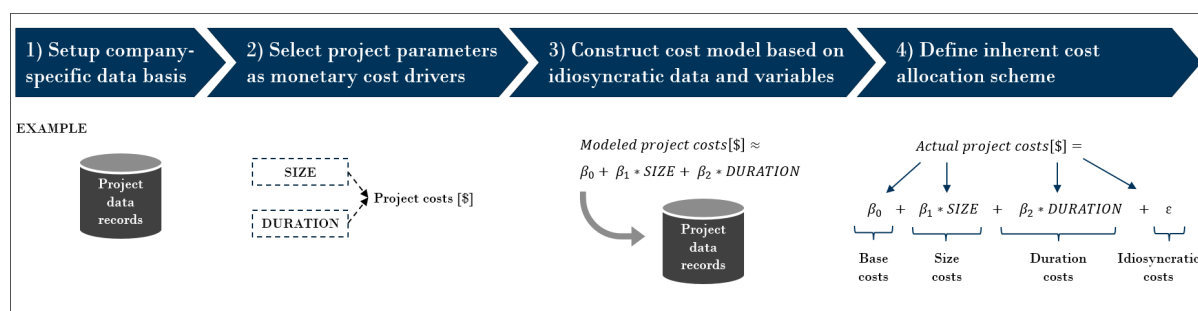 1) Setup company-
specific data basis
2) Select project parameters
as monetary cost drivers
3) Construct cost model based on
idiosyncratic data and variables
4) Define inherent cost
allocation scheme
EXAMPLE
Project
data
records
SIZE
DURATION
Project costs [$]
Modeled project costs[$] ≈
β₀ + β₁ * SIZE + β₂ * DURATION
Project
data
records
Actual project costs[$] =
β₀ + β₁ * SIZE + β₂ * DURATION + ε
Base
costs
Size
costs
Duration
costs
Idiosyncratic
costs